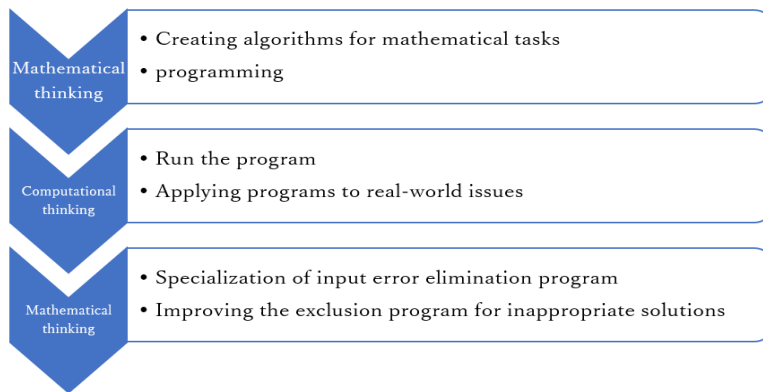 Mathematical
thinking
• Creating algorithms for mathematical tasks
• programming
Computational
thinking
• Run the program
• Applying programs to real-world issues
Mathematical
thinking
• Specialization of input error elimination program
• Improving the exclusion program for inappropriate solutions